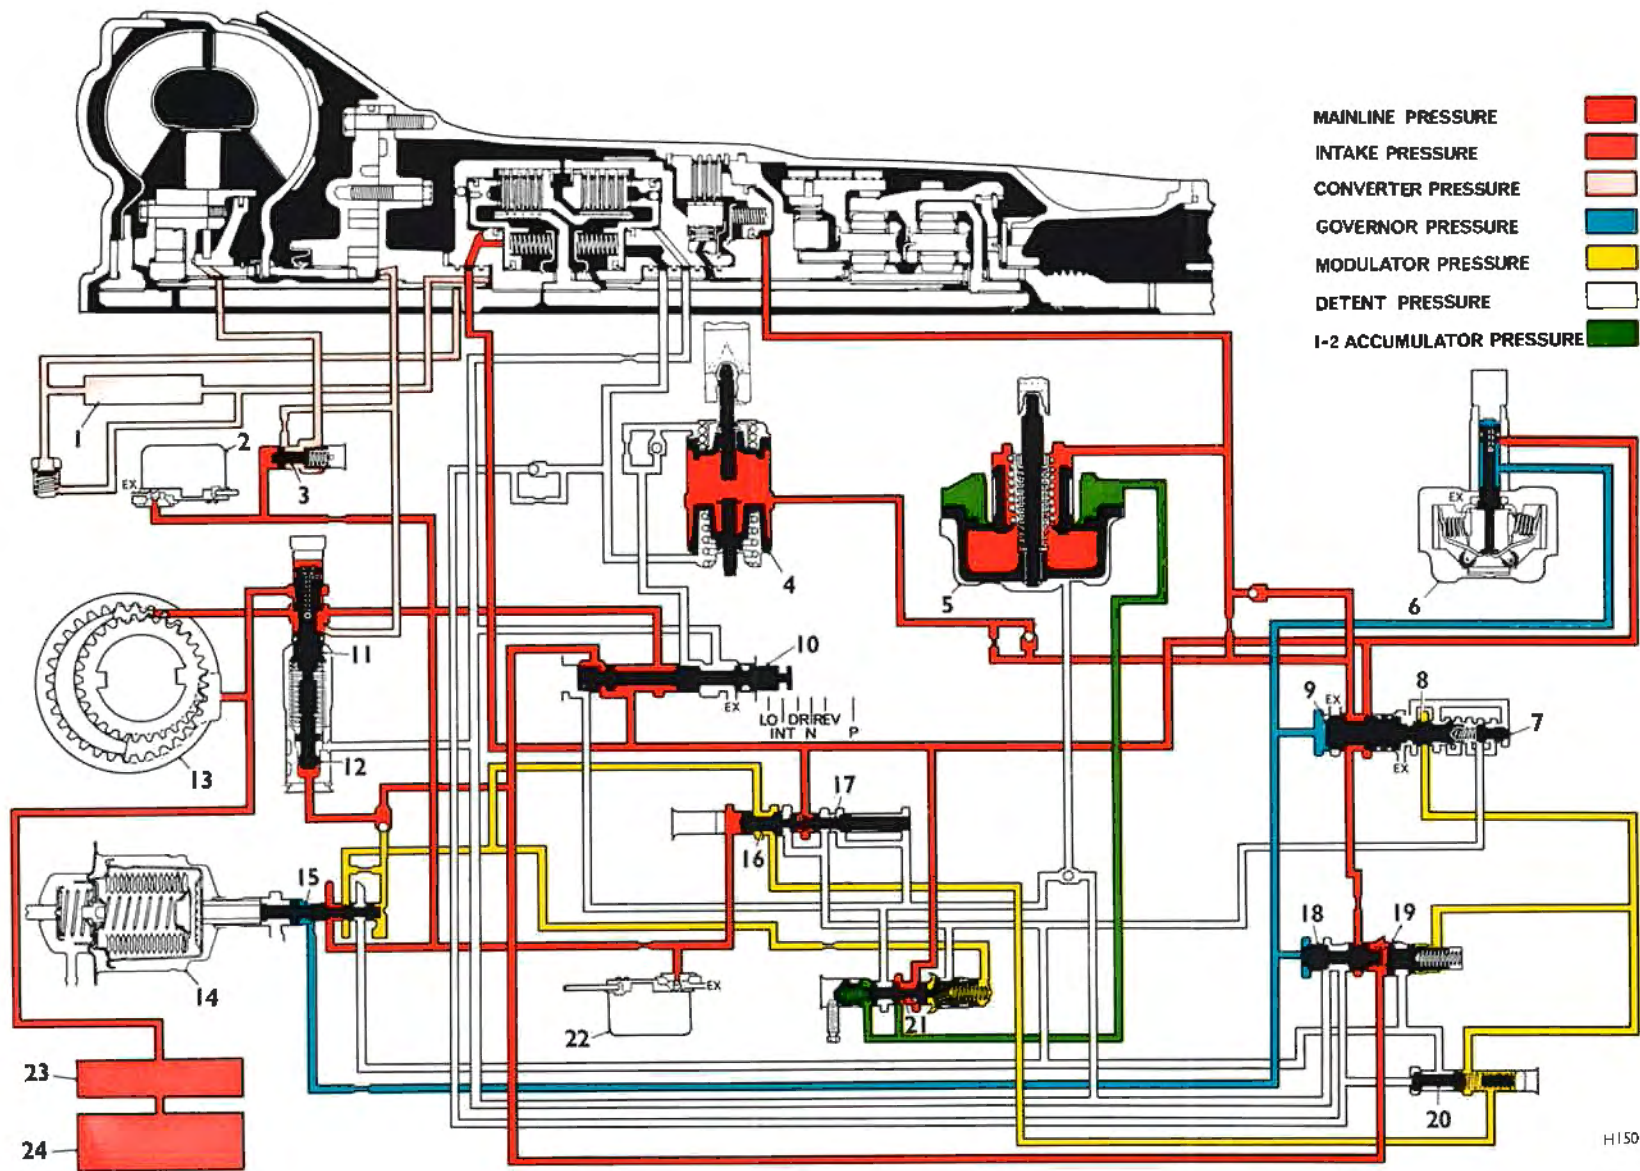 MAINLINE PRESSURE
INTAKE PRESSURE
CONVERTER PRESSURE
GOVERNOR PRESSURE
MODULATOR PRESSURE
DETENT PRESSURE
1-2 ACCUMULATOR PRESSURE
1
2
EX
3
4
5
EX
6
11
10
EX
LO DR REV
INT N P
9
EX
8
7
EX
13
12
17
16
15
14
18
19
EX
22
21
23
20
24
H150